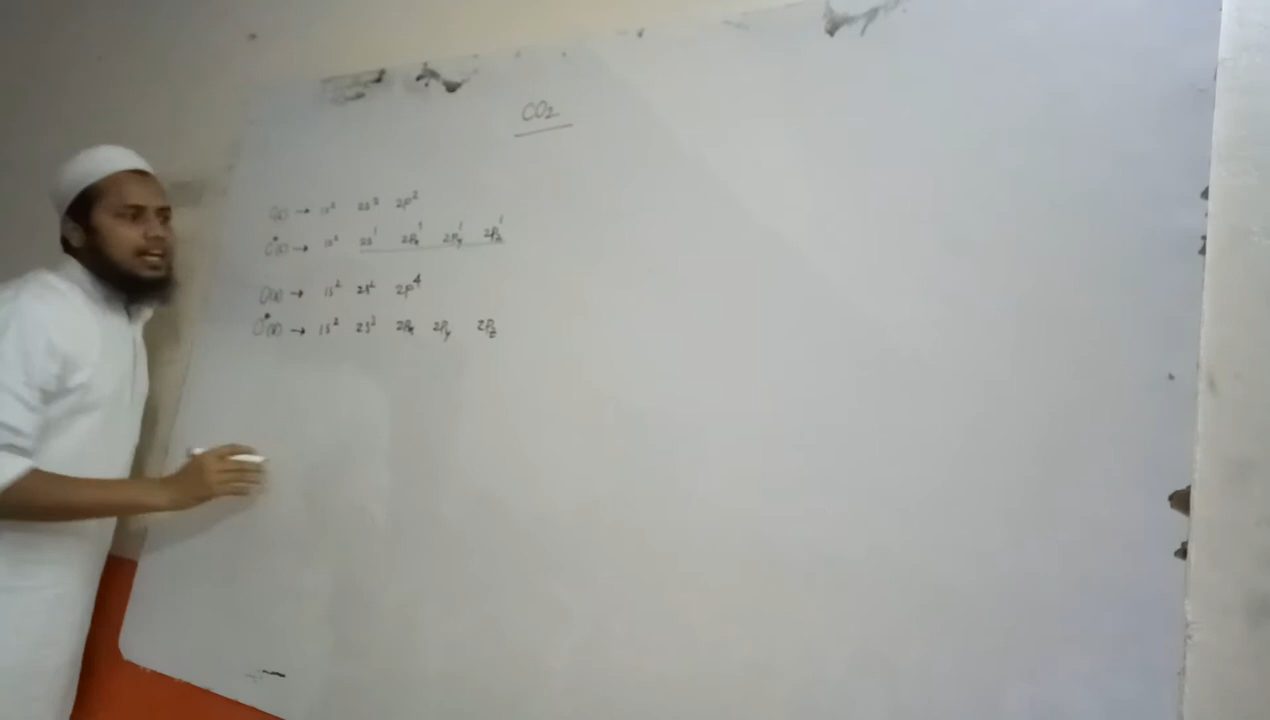 CO2
C(6) → 1s² 2s² 2p²
C*(6) → 1s² 2s¹ 2Px¹ 2Py¹ 2Pz¹
O(8) → 1s² 2s² 2p⁴
O*(8) → 1s² 2s² 2Px 2Py 2Pz